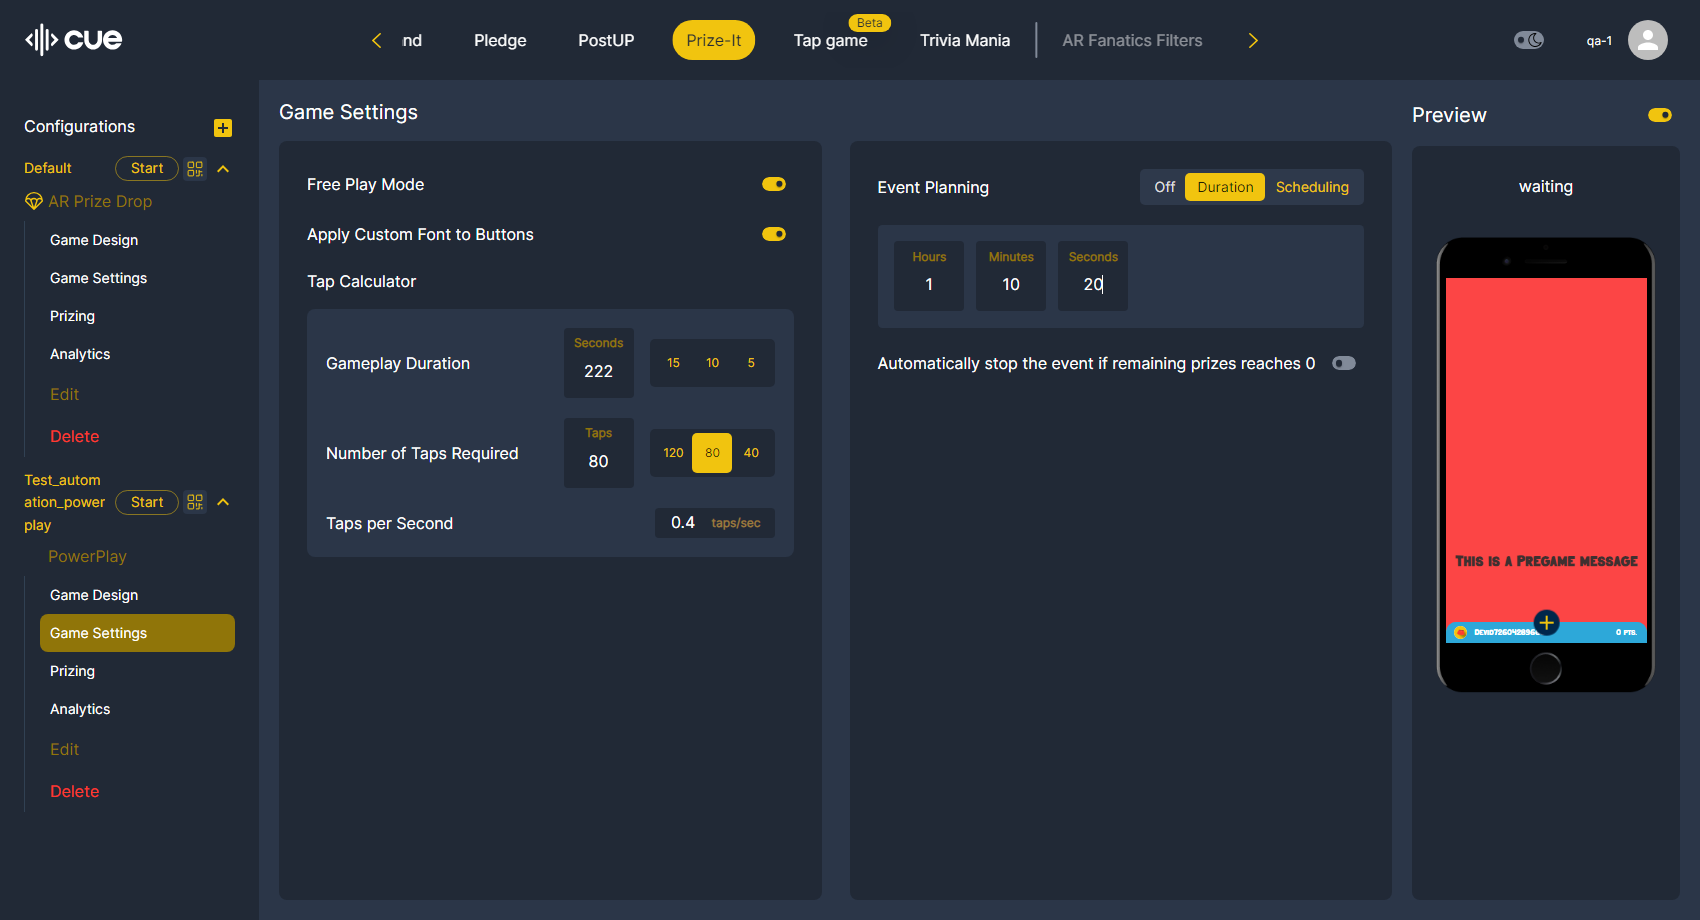 cue
nd
Pledge
PostUP
Prize-It
Beta
Tap game
Trivia Mania
AR Fanatics Filters
qa-1
Configurations
Default
Start
AR Prize Drop
Game Design
Game Settings
Prizing
Analytics
Edit
Delete
Test_autom
ation_power
play
Start
PowerPlay
Game Design
Game Settings
Prizing
Analytics
Edit
Delete
Game Settings
Free Play Mode
Apply Custom Font to Buttons
Tap Calculator
Gameplay Duration
Seconds
222
15 10 5
Number of Taps Required
Taps
80
120 80 40
Taps per Second
0.4 taps/sec
Event Planning
Off Duration Scheduling
Hours
1
Minutes
10
Seconds
20
Automatically stop the event if remaining prizes reaches 0
Preview
waiting
This is a Pregame message
0 pts.